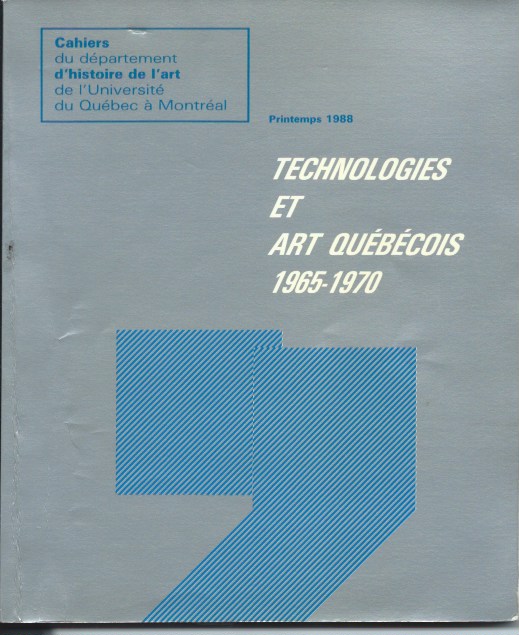 Cahiers
du département
d'histoire de l'art
de l'Université
du Québec à Montréal
Printemps 1988
TECHNOLOGIES
ET
ART QUÉBÉCOIS
1965-1970